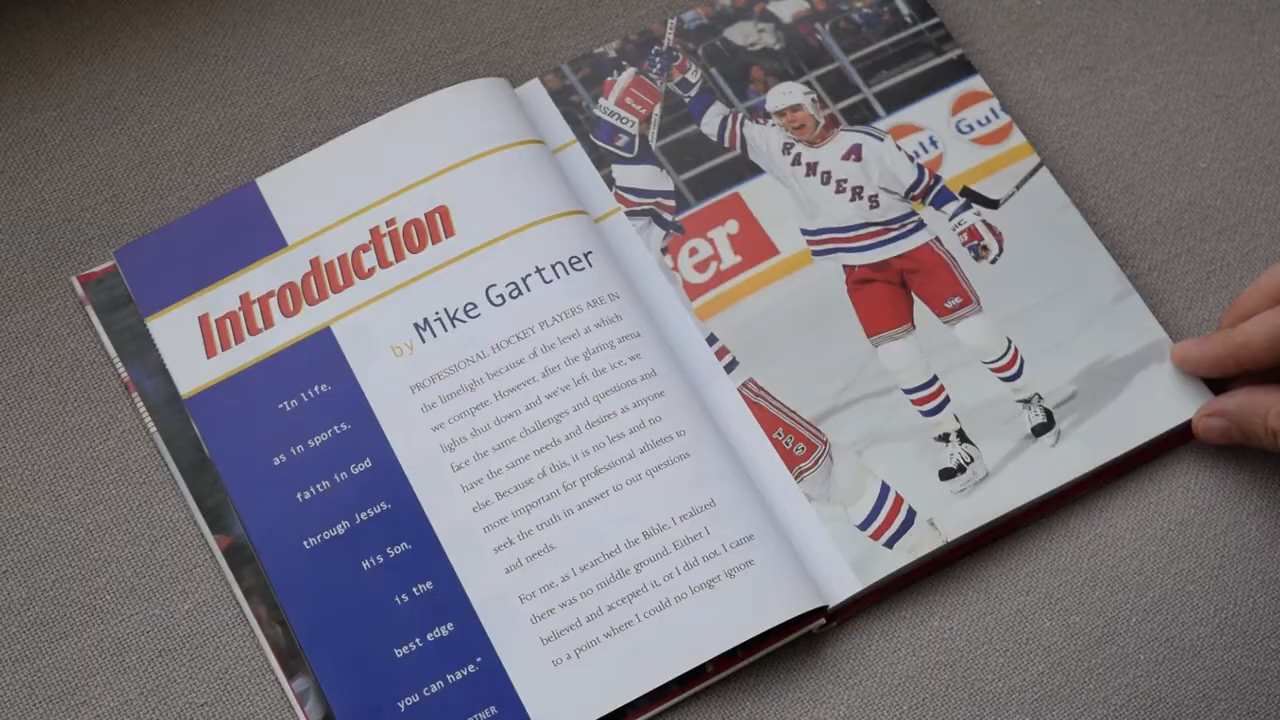 Introduction
by Mike Gartner
"In life,
as in sports,
faith in God
through Jesus,
His Son,
is the
best edge
you can have."
RTNER
PROFESSIONAL HOCKEY PLAYERS ARE IN
the limelight because of the level at which
we compete. However, after the glaring arena
lights shut down and we've left the ice, we
face the same challenges and questions and
have the same needs and desires as anyone
else. Because of this, it is no less and no
more important for professional athletes to
seek the truth in answer to our questions
and needs.
For me, as I searched the Bible, I realized
there was no middle ground. Either I
believed and accepted it, or I did not. I came
to a point where I could no longer ignore
TPS
LOUISV
RANGERS
A
Gulf
ulf
er
Vic
TPS